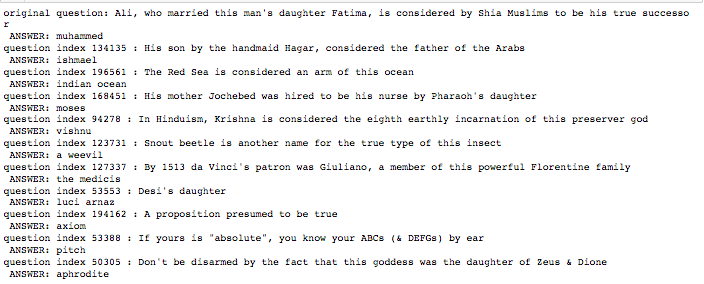 original question: Ali, who married this man's daughter Fatima, is considered by Shia Muslims to be his true successo
r
ANSWER: muhammed
question index 134135 : His son by the handmaid Hagar, considered the father of the Arabs
ANSWER: ishmael
question index 196561 : The Red Sea is considered an arm of this ocean
ANSWER: indian ocean
question index 168451 : His mother Jochebed was hired to be his nurse by Pharaoh's daughter
ANSWER: moses
question index 94278 : In Hinduism, Krishna is considered the eighth earthly incarnation of this preserver god
ANSWER: vishnu
question index 123731 : Snout beetle is another name for the true type of this insect
ANSWER: a weevil
question index 127337 : By 1513 da Vinci's patron was Giuliano, a member of this powerful Florentine family
ANSWER: the medicis
question index 53553 : Desi's daughter
ANSWER: luci arnaz
question index 194162 : A proposition presumed to be true
ANSWER: axiom
question index 53388 : If yours is "absolute", you know your ABCs (& DEFGs) by ear
ANSWER: pitch
question index 50305 : Don't be disarmed by the fact that this goddess was the daughter of Zeus & Dione
ANSWER: aphrodite